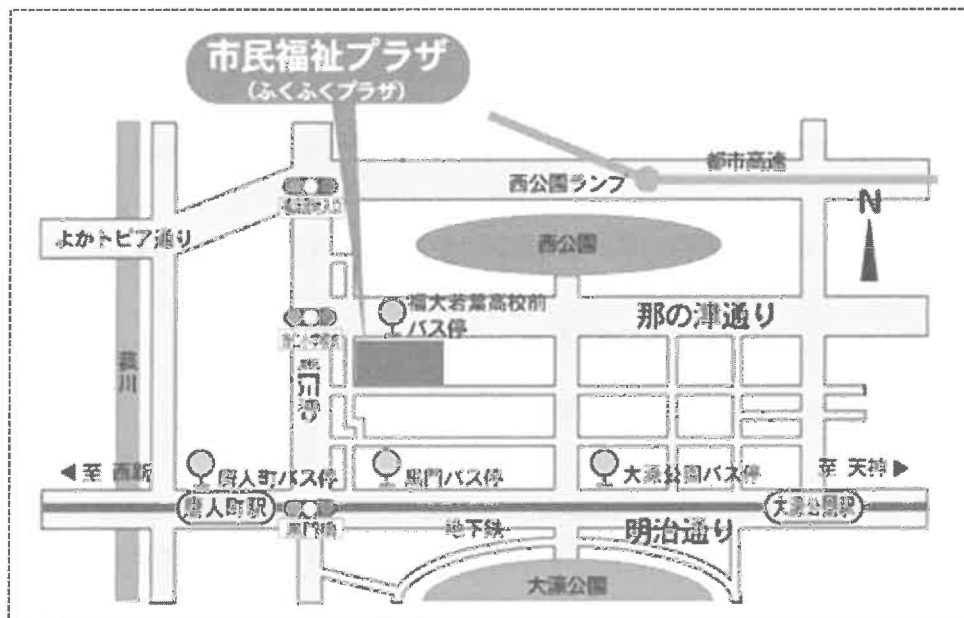 市民福祉プラザ
(ふくふくプラザ)
都市高速
西公園ランプ
N
よかトピア通り
西公園
福大若葉高校前
バス停
那の津通り
至 西新
唐人町バス停
黒門バス停
大濠公園バス停
至 天神
唐人町駅
大濠公園駅
地下鉄
明治通り
大濠公園